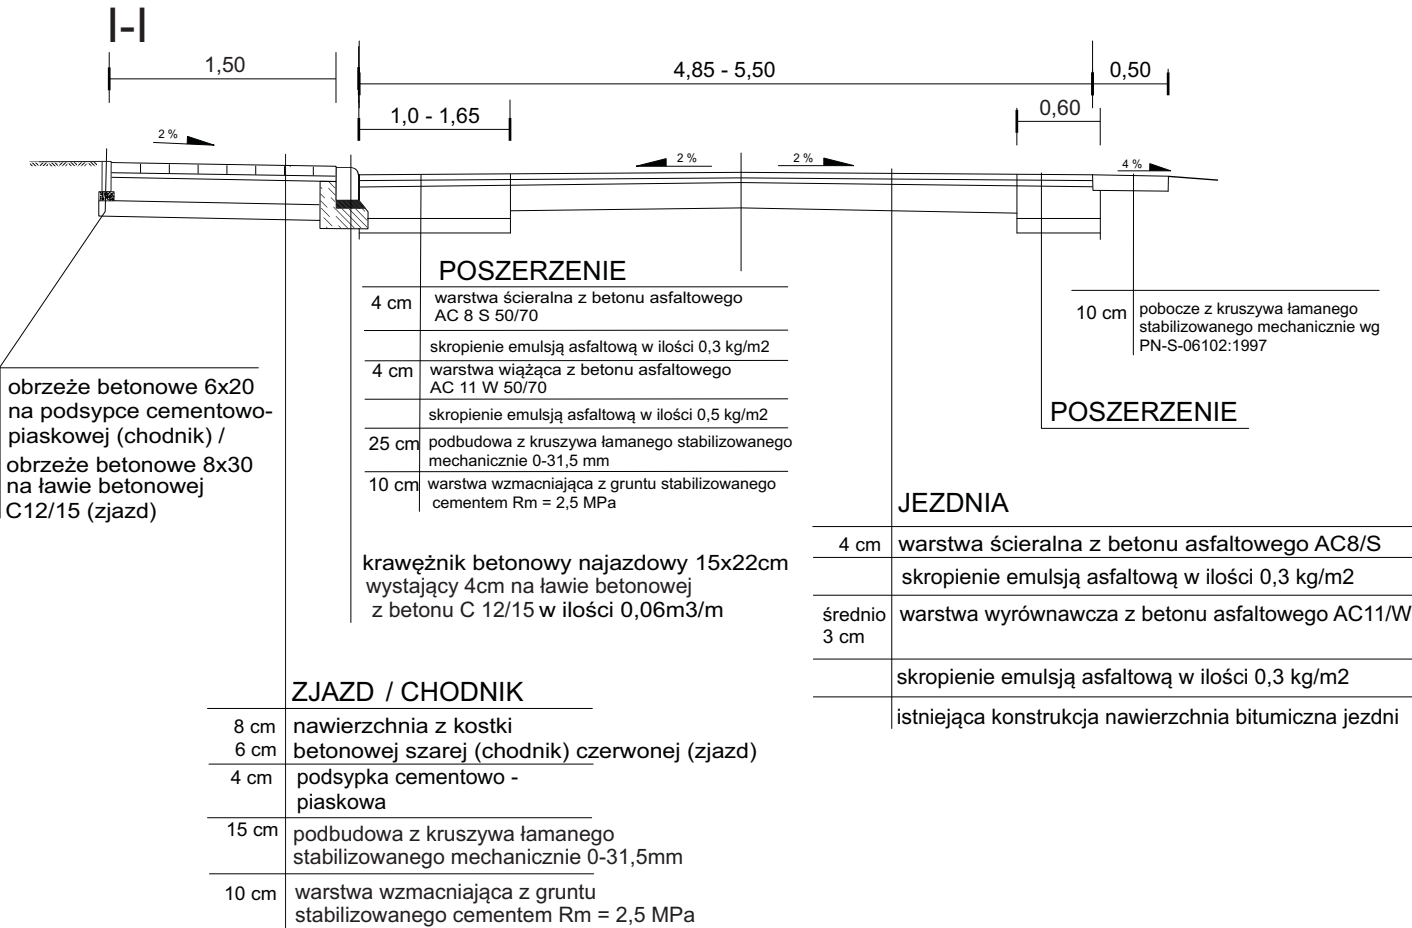 I-I
1,50
4,85 - 5,50
0,50
1,0 - 1,65
0,60
2 %
2 %
2 %
4 %
POSZERZENIE
4 cm warstwa ścieralna z betonu asfaltowego
AC 8 S 50/70
skropienie emulsją asfaltową w ilości 0,3 kg/m2
4 cm warstwa wiążąca z betonu asfaltowego
AC 11 W 50/70
skropienie emulsją asfaltową w ilości 0,5 kg/m2
25 cm podbudowa z kruszywa łamanego stabilizowanego
mechanicznie 0-31,5 mm
10 cm warstwa wzmacniająca z gruntu stabilizowanego
cementem Rm = 2,5 MPa
10 cm pobocze z kruszywa łamanego
stabilizowanego mechanicznie wg
PN-S-06102:1997
POSZERZENIE
obrzeże betonowe 6x20
na podsypce cementowo-
piaskowej (chodnik) /
obrzeże betonowe 8x30
na ławie betonowej
C12/15 (zjazd)
krawężnik betonowy najazdowy 15x22cm
wystający 4cm na ławie betonowej
z betonu C 12/15 w ilości 0,06m3/m
JEZDNIA
4 cm warstwa ścieralna z betonu asfaltowego AC8/S
skropienie emulsją asfaltową w ilości 0,3 kg/m2
średnio warstwa wyrównawcza z betonu asfaltowego AC11/W
3 cm
skropienie emulsją asfaltową w ilości 0,3 kg/m2
istniejąca konstrukcja nawierzchnia bitumiczna jezdni
ZJAZD / CHODNIK
8 cm nawierzchnia z kostki
6 cm betonowej szarej (chodnik) czerwonej (zjazd)
4 cm podsypka cementowo -
piaskowa
15 cm podbudowa z kruszywa łamanego
stabilizowanego mechanicznie 0-31,5mm
10 cm warstwa wzmacniająca z gruntu
stabilizowanego cementem Rm = 2,5 MPa